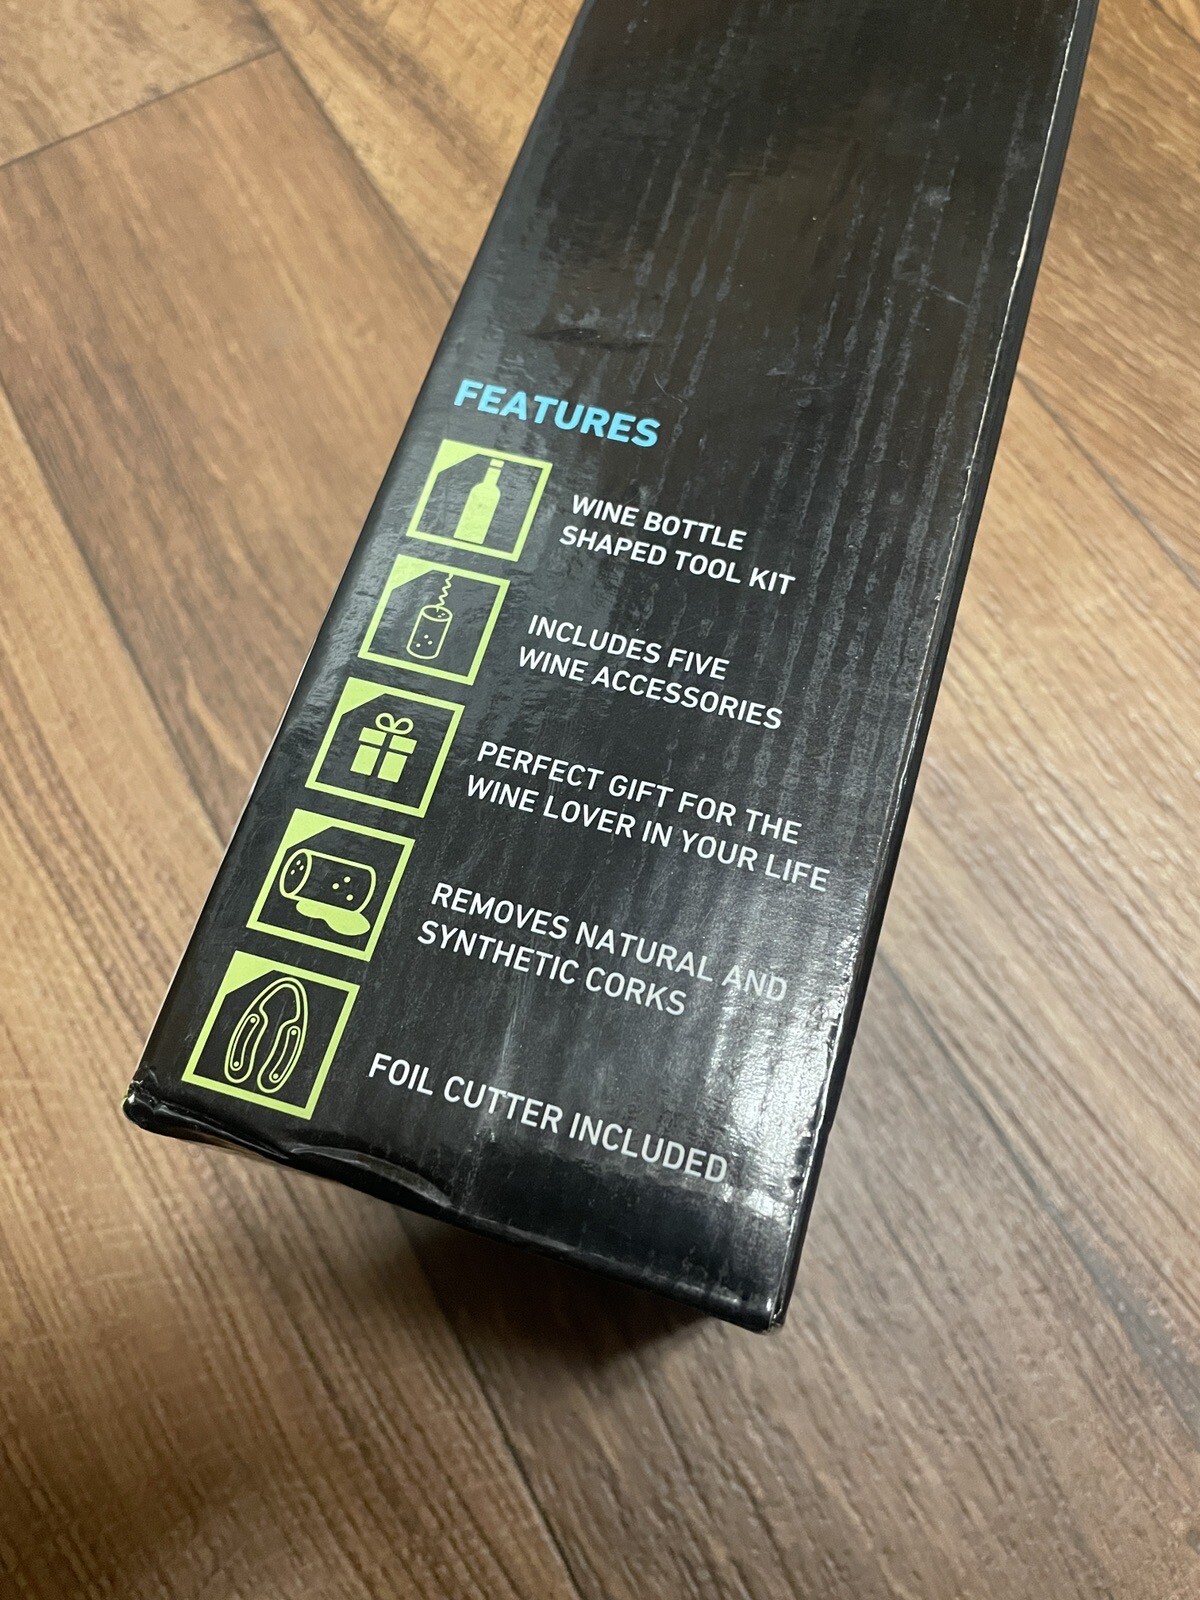 FEATURES
WINE BOTTLE
SHAPED TOOL KIT
INCLUDES FIVE
WINE ACCESSORIES
PERFECT GIFT FOR THE
WINE LOVER IN YOUR LIFE
REMOVES NATURAL AND
SYNTHETIC CORKS
FOIL CUTTER INCLUDED